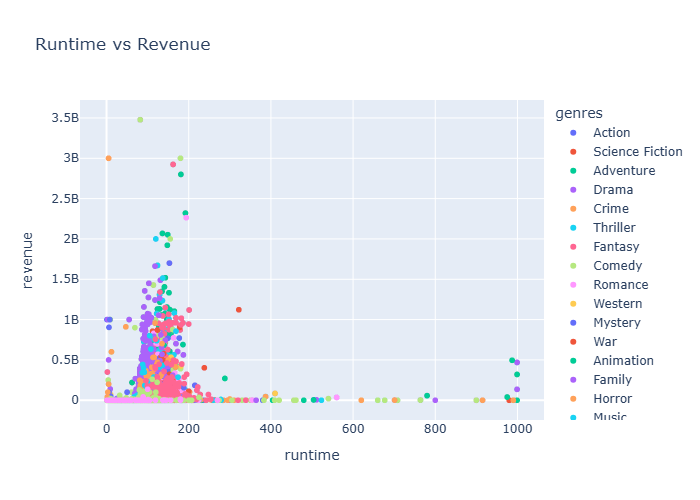 Runtime vs Revenue
3.5B
3B
2.5B
2B
1.5B
1B
0.5B
0
revenue
0
200
400
600
800
1000
runtime
genres
Action
Science Fiction
Adventure
Drama
Crime
Thriller
Fantasy
Comedy
Romance
Western
Mystery
War
Animation
Family
Horror
Music